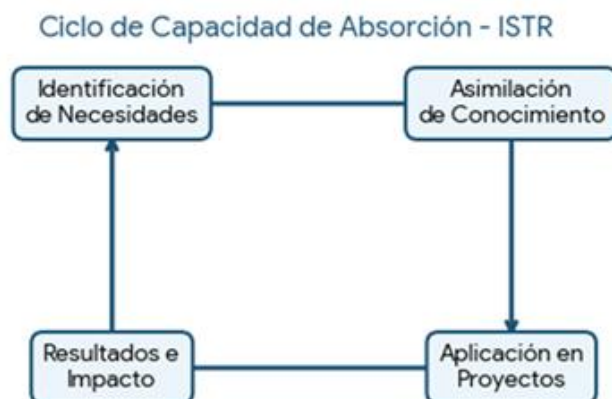 Ciclo de Capacidad de Absorción - ISTR
Identificación
de Necesidades
Asimilación
de Conocimiento
Resultados e
Impacto
Aplicación en
Proyectos